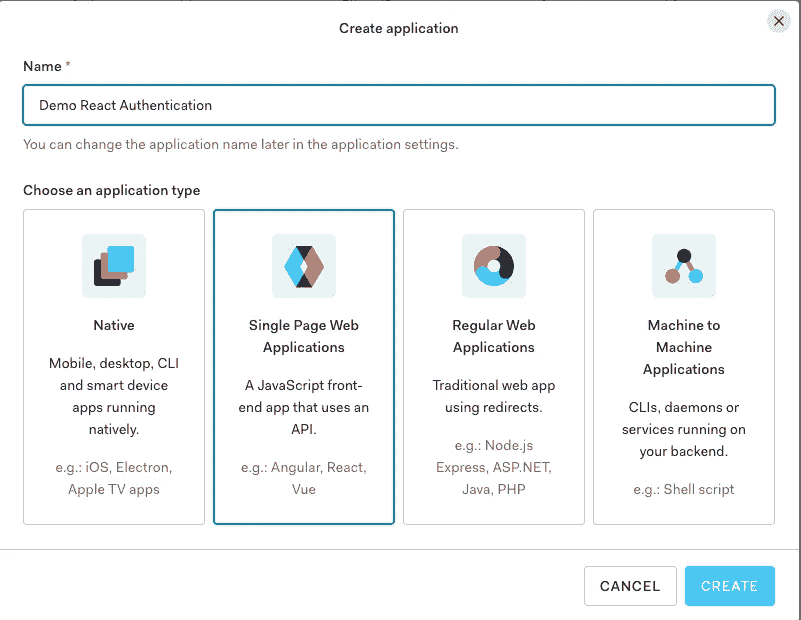 Create application
Name *
Demo React Authentication
You can change the application name later in the application settings.
Choose an application type
Native
Mobile, desktop, CLI
and smart device
apps running
natively.
e.g.: iOS, Electron,
Apple TV apps
Single Page Web
Applications
A JavaScript front-
end app that uses an
API.
e.g.: Angular, React,
Vue
Regular Web
Applications
Traditional web app
using redirects.
e.g.: Node.js
Express, ASP.NET,
Java, PHP
Machine to
Machine
Applications
CLIs, daemons or
services running on
your backend.
e.g.: Shell script
CANCEL
CREATE